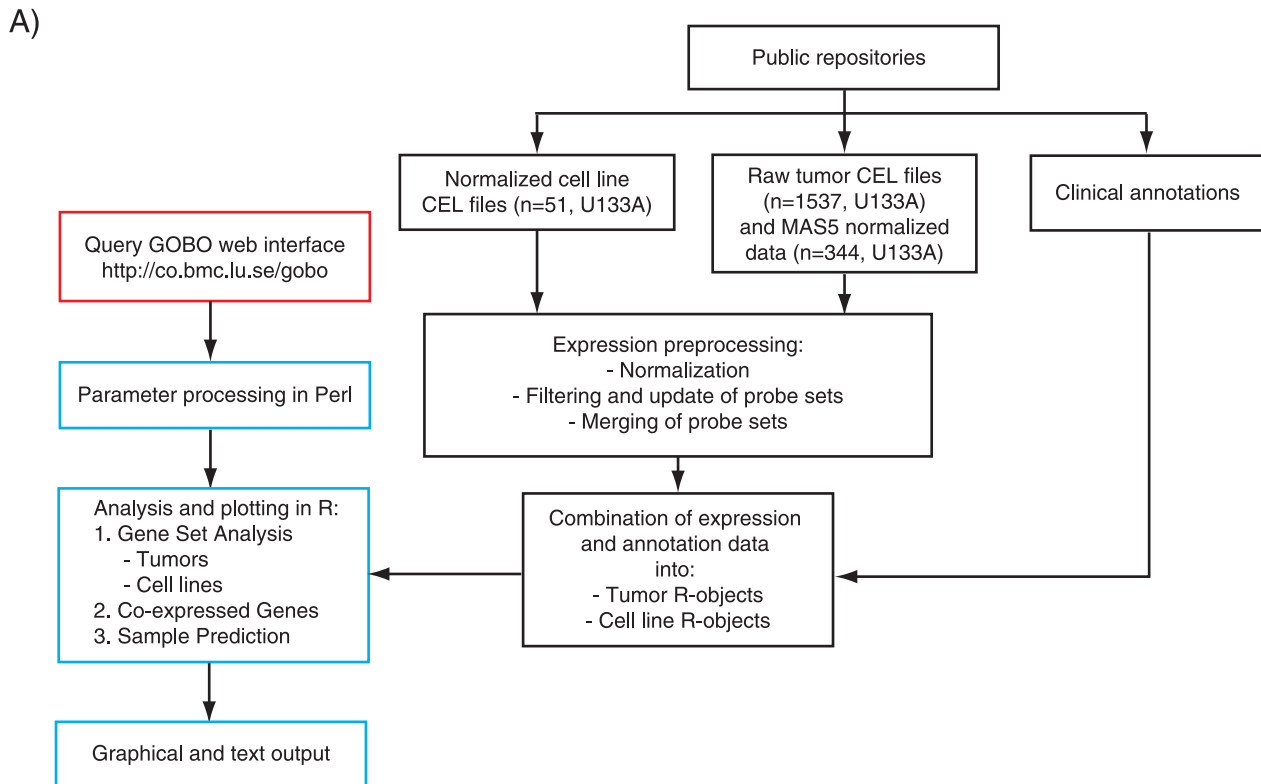 A)
Public repositories
Normalized cell line
CEL files (n=51, U133A)
Raw tumor CEL files
(n=1537, U133A)
and MAS5 normalized
data (n=344, U133A)
Clinical annotations
Query GOBO web interface
http://co.bmc.lu.se/gobo
Expression preprocessing:
- Normalization
- Filtering and update of probe sets
- Merging of probe sets
Parameter processing in Perl
Analysis and plotting in R:
1. Gene Set Analysis
- Tumors
- Cell lines
2. Co-expressed Genes
3. Sample Prediction
Combination of expression
and annotation data
into:
- Tumor R-objects
- Cell line R-objects
Graphical and text output